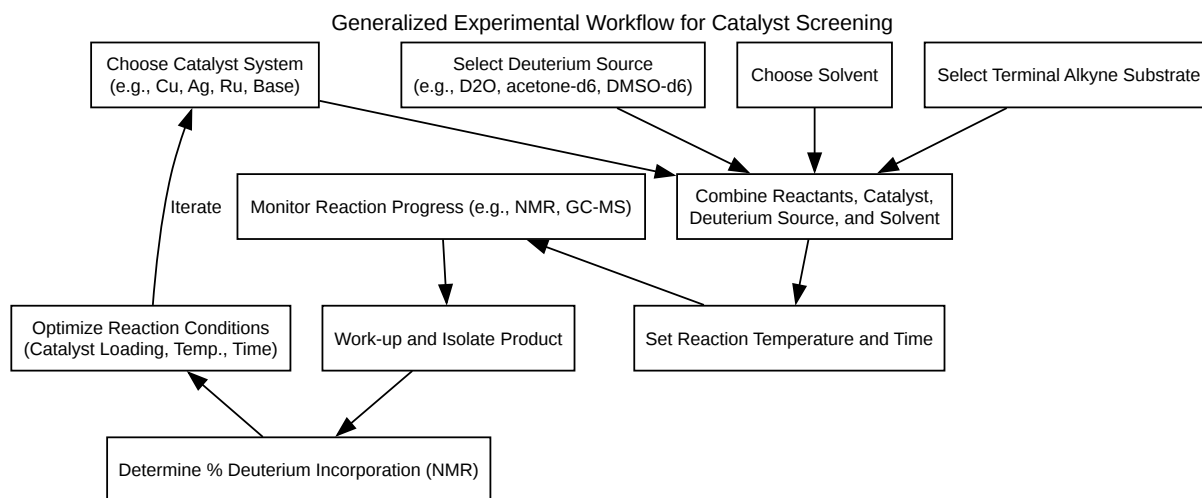 Generalized Experimental Workflow for Catalyst Screening
Choose Catalyst System
(e.g., Cu, Ag, Ru, Base)
Select Deuterium Source
(e.g., D2O, acetone-d6, DMSO-d6)
Choose Solvent
Select Terminal Alkyne Substrate
Iterate
Monitor Reaction Progress (e.g., NMR, GC-MS)
Combine Reactants, Catalyst,
Deuterium Source, and Solvent
Optimize Reaction Conditions
(Catalyst Loading, Temp., Time)
Work-up and Isolate Product
Set Reaction Temperature and Time
Determine % Deuterium Incorporation (NMR)